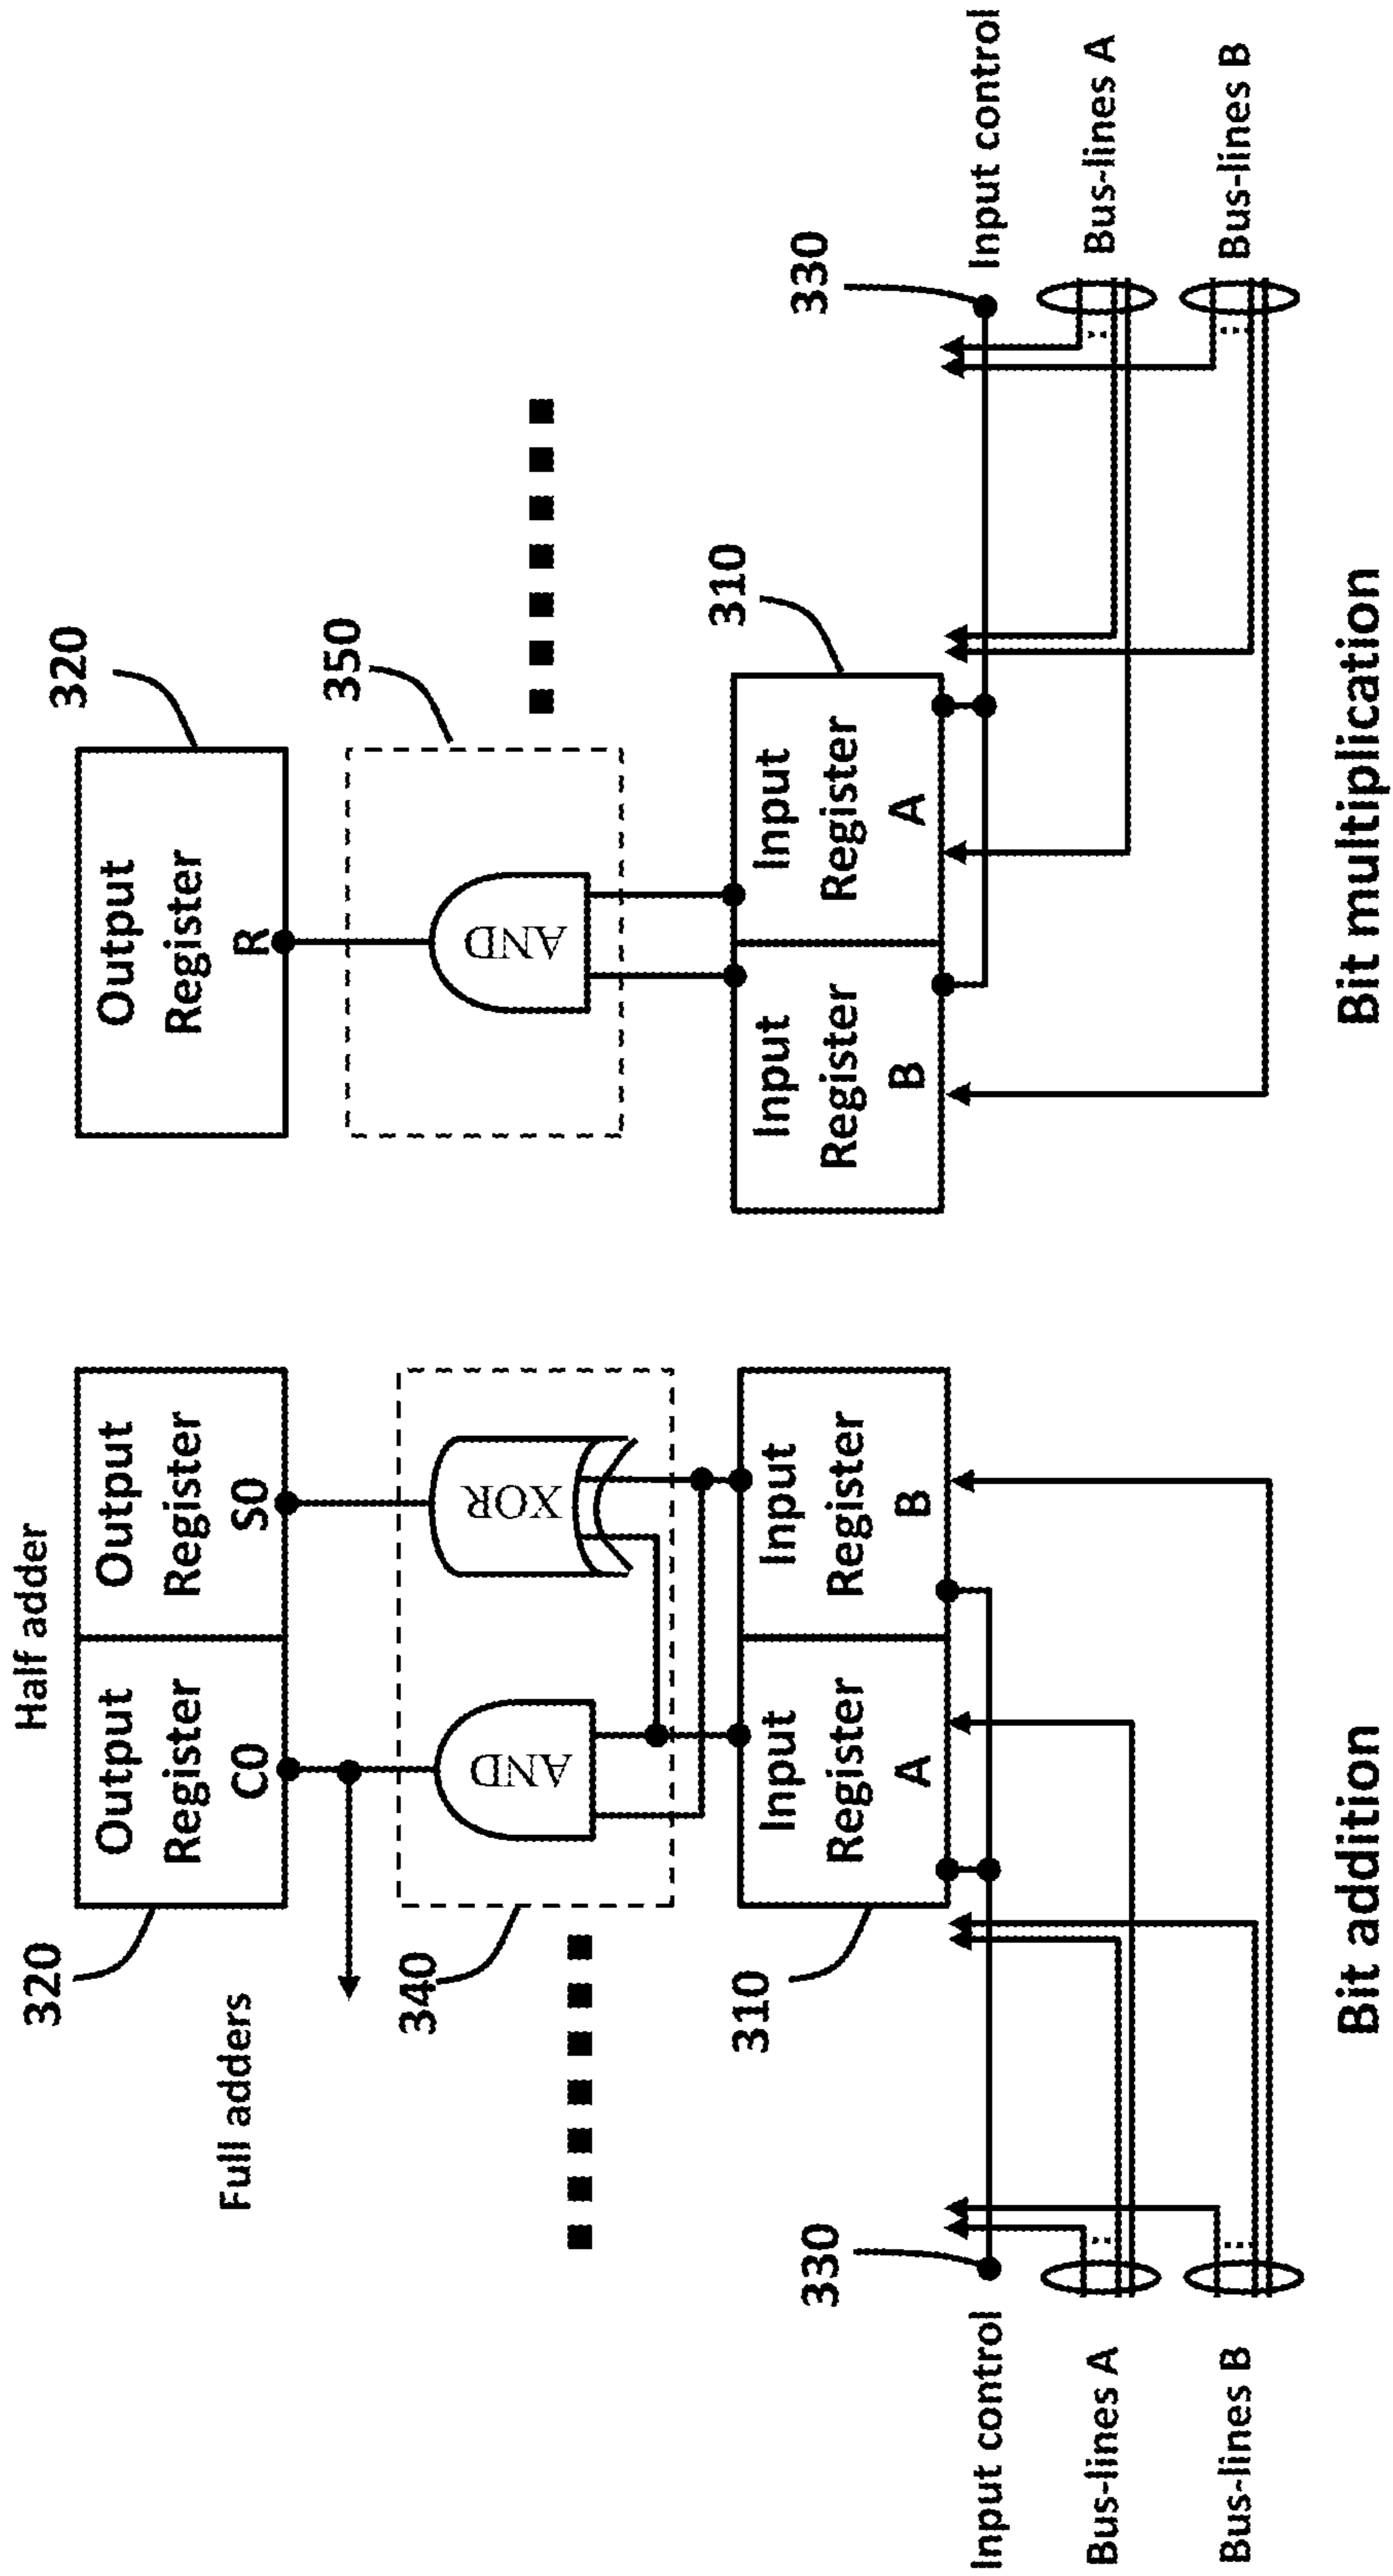 Half adder
320
Output
Register
C0
Output
Register
S0
Full adders
340
AND
XOR
310
Input
Register
A
Input
Register
B
330
Input control
Bus-lines A
Bus-lines B
Bit addition
320
Output
Register
R
350
AND
310
Input
Register
B
Input
Register
A
330
Input control
Bus-lines A
Bus-lines B
Bit multiplication